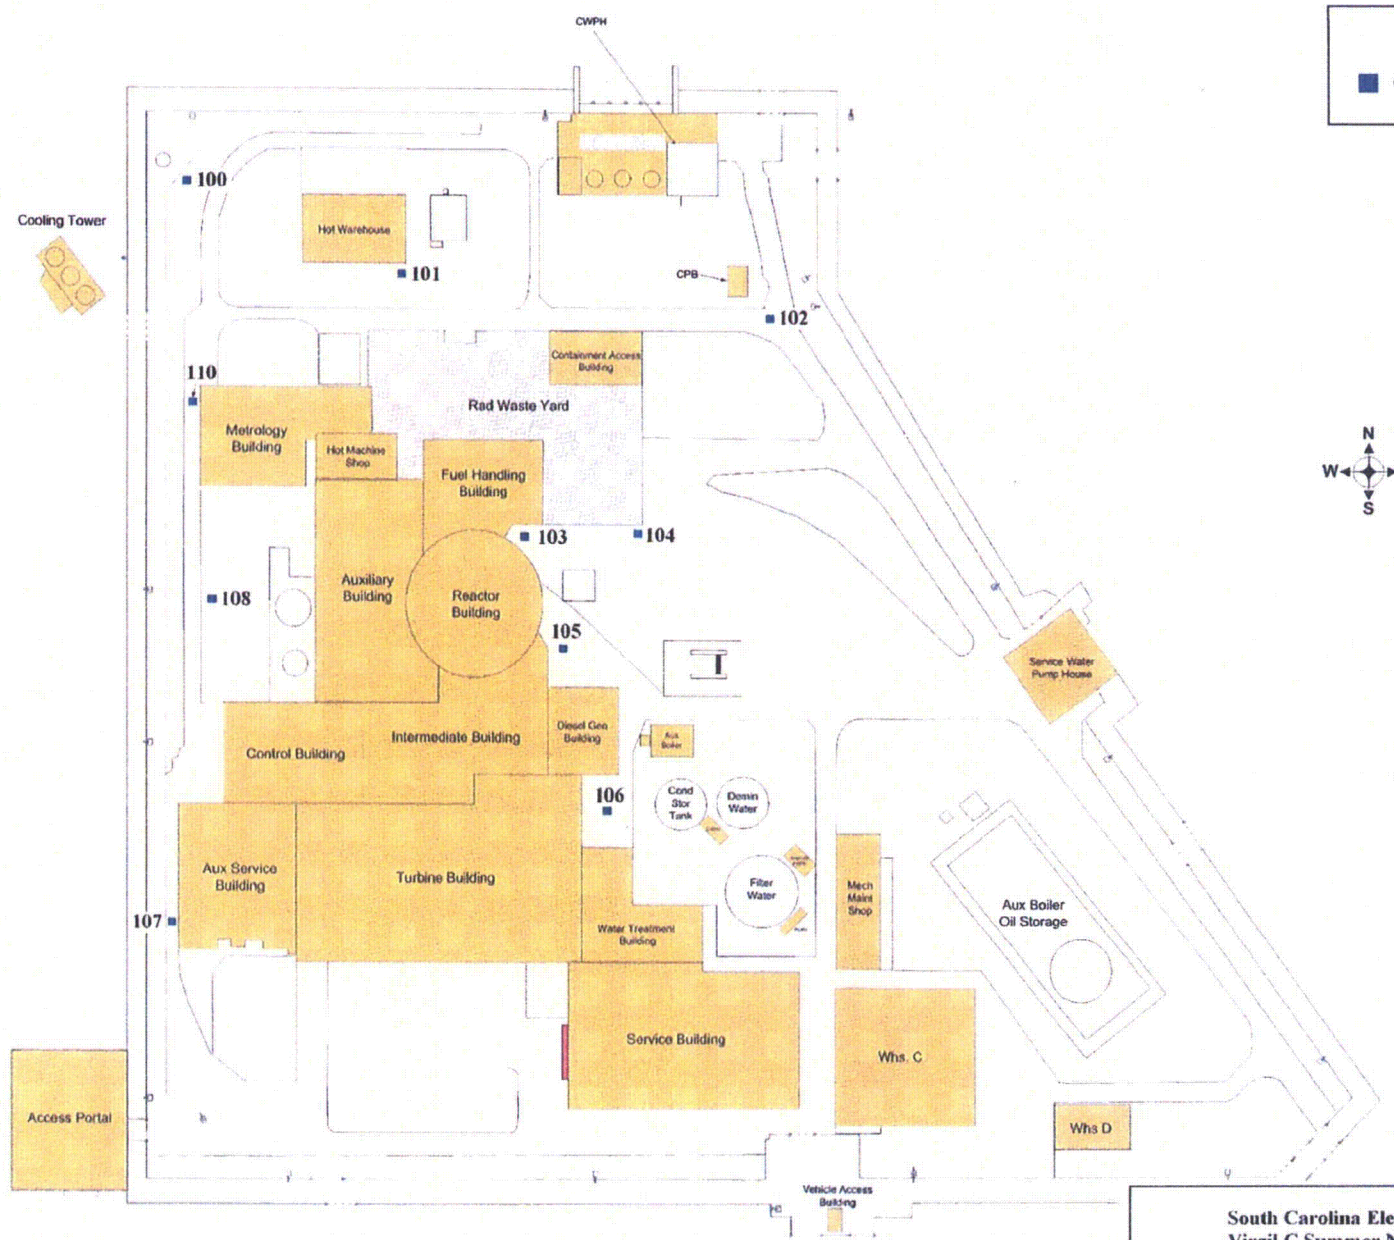 CWPH
100
Cooling Tower
Hot Warehouse
101
CPB
102
Containment Access
Building
110
Rad Waste Yard
Metrology
Building
Hot Machine
Shop
Fuel Handling
Building
N
W
S
103
104
Auxiliary
Building
Reactor
Building
108
105
Service Water
Pump House
Diesel Gen
Building
Intermediate Building
Control Building
Aux
Boiler
106
Cond
Stor
Tank
Demin
Water
Aux Service
Building
Turbine Building
Filter
Water
Mech
Maint
Shop
Aux Boiler
Oil Storage
107
Water Treatment
Building
Service Building
Whs. C
Access Portal
Whs D
Vehicle Access
Building
South Carolina Ele
Virgil C Summer N